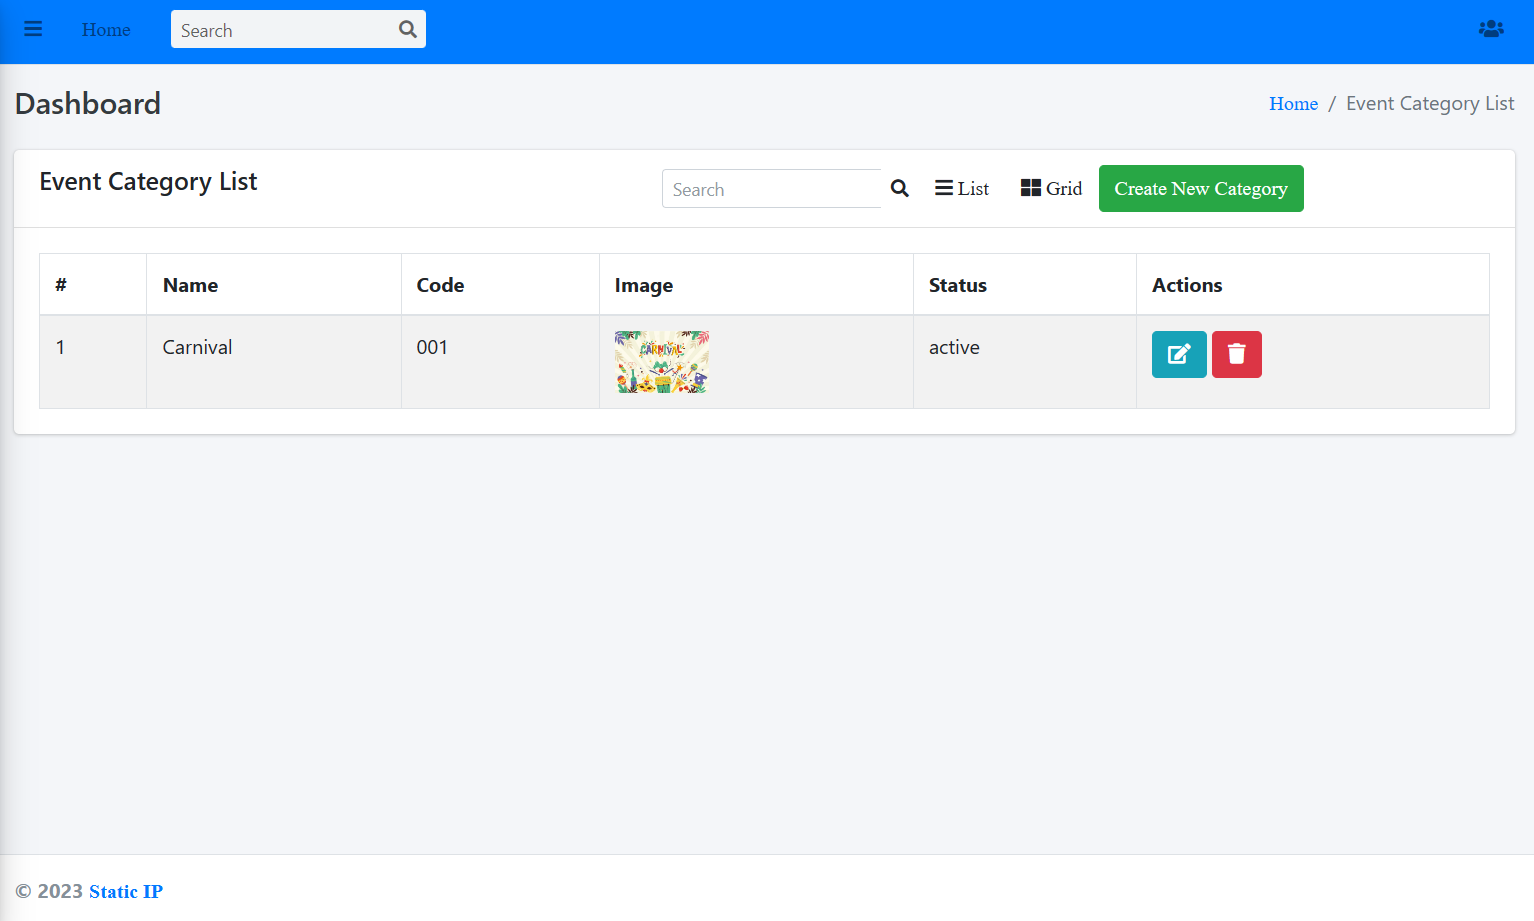 Home Search
Dashboard
Home / Event Category List
Event Category List
Search List Grid Create New Category
# Name Code Image Status Actions
1 Carnival 001 CARNIVAL active
© 2023 Static IP